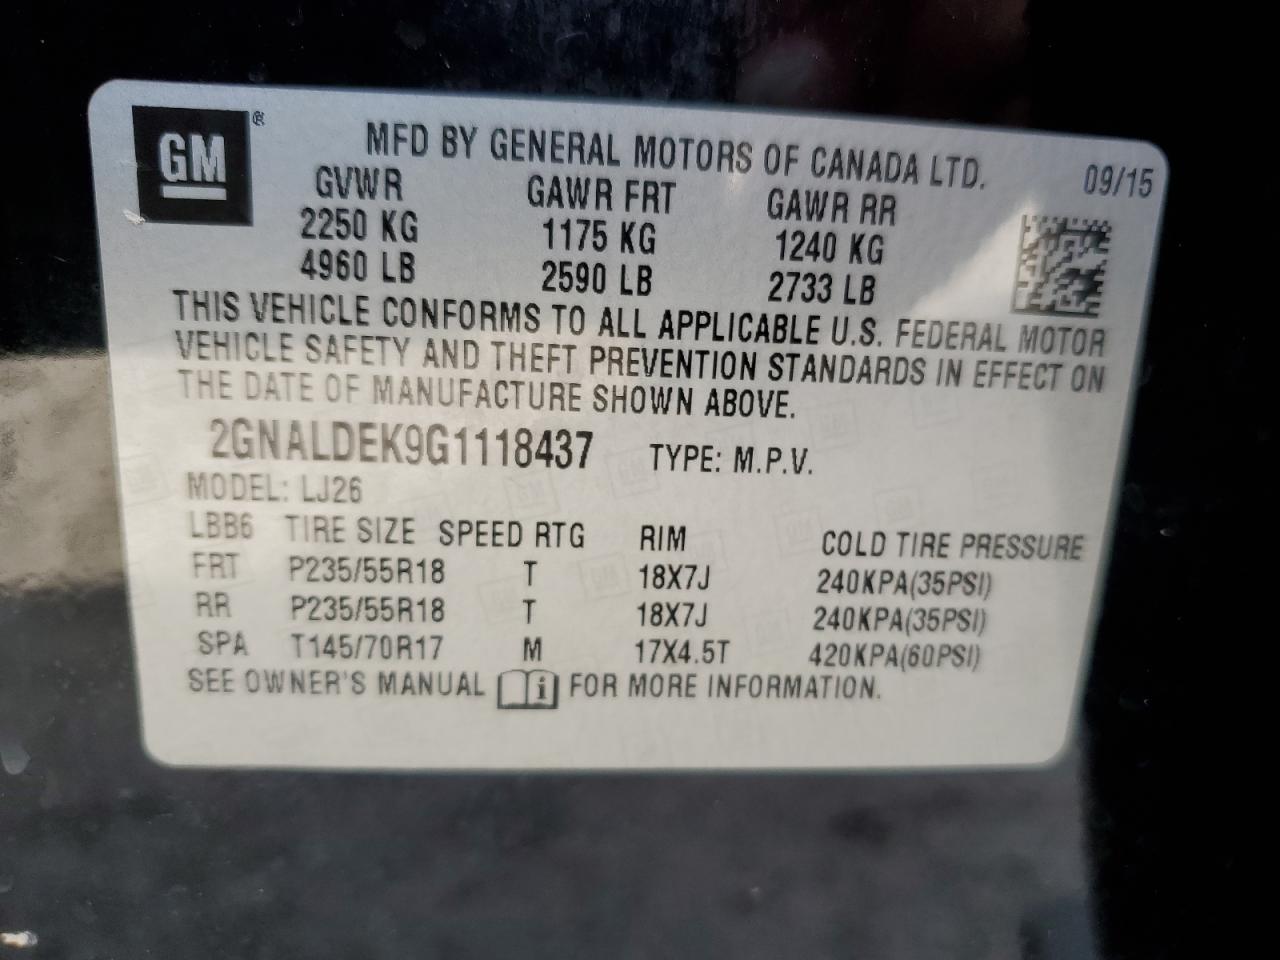 GM ®
MFD BY GENERAL MOTORS OF CANADA LTD. 09/15
GVWR GAWR FRT GAWR RR
2250 KG 1175 KG 1240 KG
4960 LB 2590 LB 2733 LB
THIS VEHICLE CONFORMS TO ALL APPLICABLE U.S. FEDERAL MOTOR
VEHICLE SAFETY AND THEFT PREVENTION STANDARDS IN EFFECT ON
THE DATE OF MANUFACTURE SHOWN ABOVE.
2GNALDEK9G1118437 TYPE: M.P.V.
MODEL: LJ26
LBB6 TIRE SIZE SPEED RTG RIM COLD TIRE PRESSURE
FRT P235/55R18 T 18X7J 240KPA(35PSI)
RR P235/55R18 T 18X7J 240KPA(35PSI)
SPA T145/70R17 M 17X4.5T 420KPA(60PSI)
SEE OWNER'S MANUAL i FOR MORE INFORMATION.